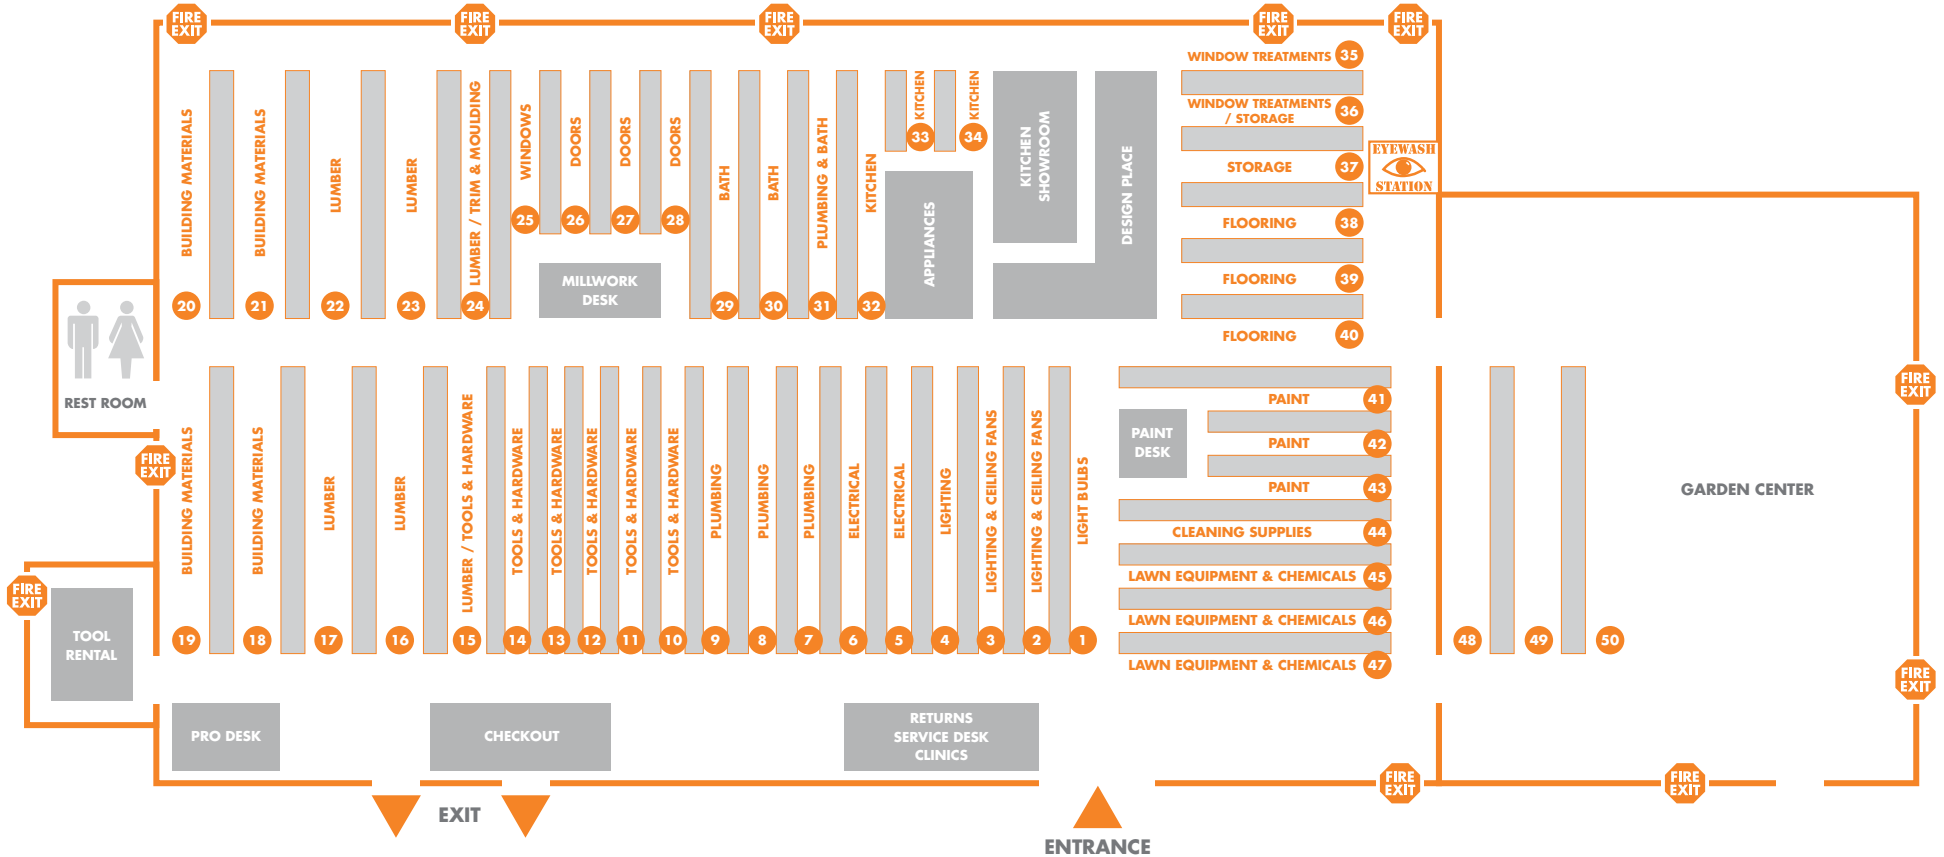 FIRE
EXIT
FIRE
EXIT
FIRE
EXIT
FIRE
EXIT
FIRE
EXIT
BUILDING MATERIALS
20
BUILDING MATERIALS
21
LUMBER
22
LUMBER
23
LUMBER / TRIM & MOULDING
24
WINDOWS
25
DOORS
26
DOORS
27
DOORS
28
BATH
29
BATH
30
PLUMBING & BATH
31
KITCHEN
32
KITCHEN
33
KITCHEN
34
MILLWORK
DESK
APPLIANCES
KITCHEN
SHOWROOM
DESIGN PLACE
WINDOW TREATMENTS 35
WINDOW TREATMENTS
/ STORAGE
36
STORAGE 37
FLOORING 38
FLOORING 39
FLOORING 40
EYEWASH
STATION
REST ROOM
FIRE
EXIT
FIRE
EXIT
TOOL
RENTAL
BUILDING MATERIALS
19
BUILDING MATERIALS
18
LUMBER
17
LUMBER
16
LUMBER / TOOLS & HARDWARE
15
TOOLS & HARDWARE
14
TOOLS & HARDWARE
13
TOOLS & HARDWARE
12
TOOLS & HARDWARE
11
TOOLS & HARDWARE
10
PLUMBING
9
PLUMBING
8
PLUMBING
7
ELECTRICAL
6
ELECTRICAL
5
LIGHTING
4
LIGHTING & CEILING FANS
3
LIGHTING & CEILING FANS
2
LIGHT BULBS
1
PAINT
DESK
PAINT 41
PAINT 42
PAINT 43
CLEANING SUPPLIES 44
LAWN EQUIPMENT & CHEMICALS 45
LAWN EQUIPMENT & CHEMICALS 46
LAWN EQUIPMENT & CHEMICALS 47
48
49
50
GARDEN CENTER
FIRE
EXIT
FIRE
EXIT
PRO DESK
CHECKOUT
RETURNS
SERVICE DESK
CLINICS
FIRE
EXIT
FIRE
EXIT
EXIT
ENTRANCE